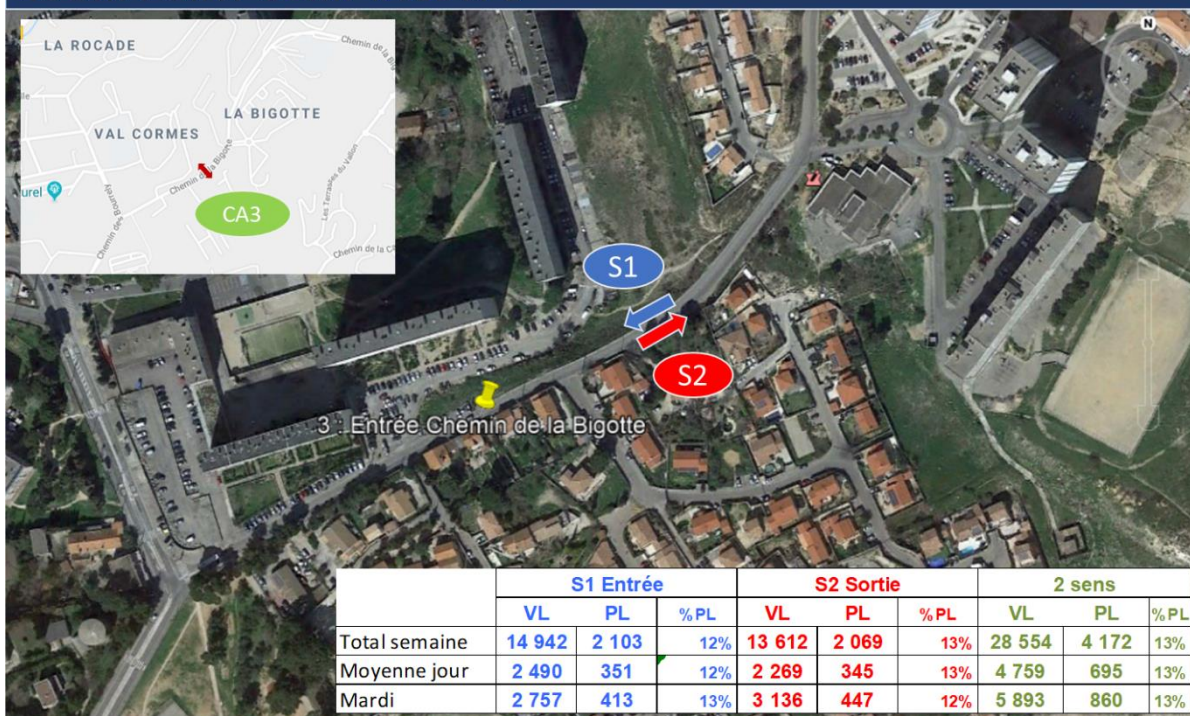 LA ROCADE
Chemin de la Bi
LA BIGOTTE
VAL CORMES
Chemin de la Bigotte
urel
Chemin des Bourrely
Les Terrasses du Vallon
CA3
Chemin de la C
N
S1
S2
3 : Entrée Chemin de la Bigotte
S1 Entrée S2 Sortie 2 sens
VL PL % PL VL PL % PL VL PL % PL
Total semaine 14 942 2 103 12% 13 612 2 069 13% 28 554 4 172 13%
Moyenne jour 2 490 351 12% 2 269 345 13% 4 759 695 13%
Mardi 2 757 413 13% 3 136 447 12% 5 893 860 13%